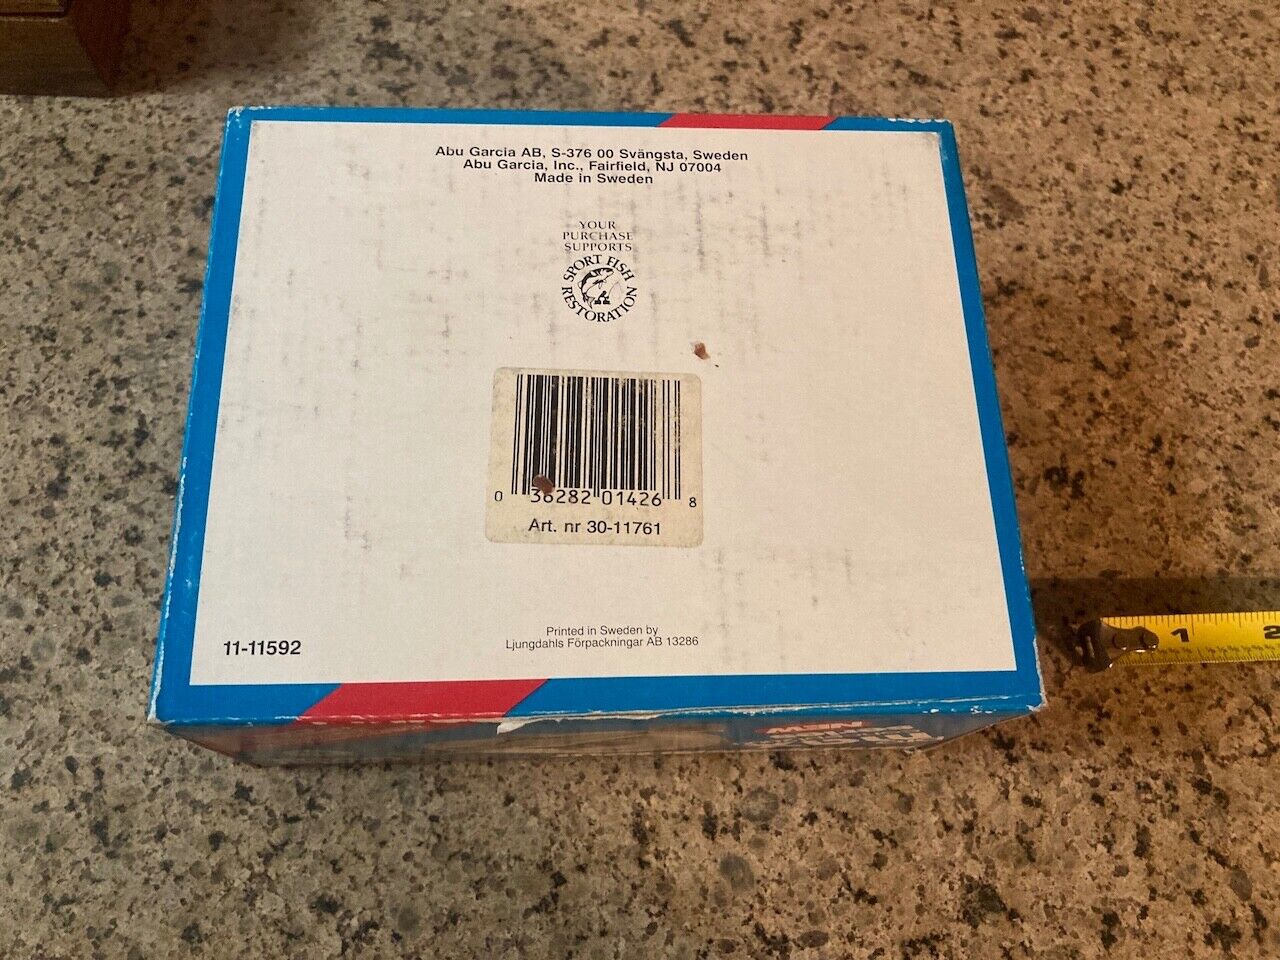 Abu Garcia AB, S-376 00 Svängsta, Sweden
Abu Garcia, Inc., Fairfield, NJ 07004
Made in Sweden
YOUR
PURCHASE
SUPPORTS
SPORT FISH
RESTORATION
0 36282 01426 8
Art. nr 30-11761
Printed in Sweden by
Ljungdahls Förpackningar AB 13286
11-11592
NEW
1 2